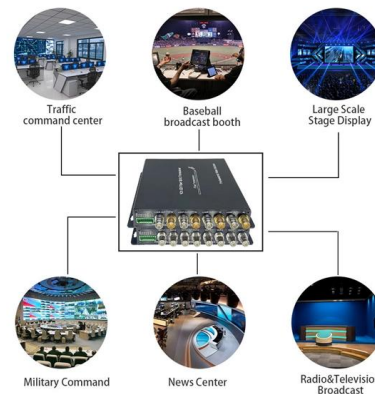 Traffic
command center
Baseball
broadcast booth
Large Scale
Stage Display
Military Command
News Center
Radio&Televisio
Broadcast